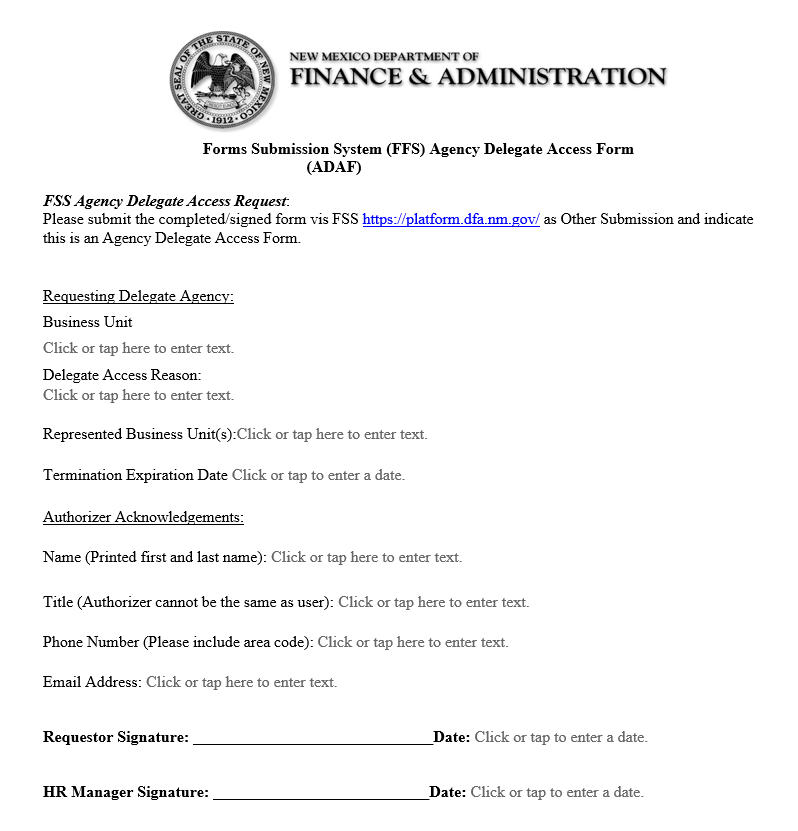 GREAT SEAL OF THE STATE OF NEW MEXICO
1912
NEW MEXICO DEPARTMENT OF
FINANCE & ADMINISTRATION
Forms Submission System (FFS) Agency Delegate Access Form
(ADAF)
FSS Agency Delegate Access Request:
Please submit the completed/signed form vis FSS https://platform.dfa.nm.gov/ as Other Submission and indicate
this is an Agency Delegate Access Form.
Requesting Delegate Agency:
Business Unit
Click or tap here to enter text.
Delegate Access Reason:
Click or tap here to enter text.
Represented Business Unit(s):Click or tap here to enter text.
Termination Expiration Date Click or tap to enter a date.
Authorizer Acknowledgements:
Name (Printed first and last name): Click or tap here to enter text.
Title (Authorizer cannot be the same as user): Click or tap here to enter text.
Phone Number (Please include area code): Click or tap here to enter text.
Email Address: Click or tap here to enter text.
Requestor Signature: ______________________________Date: Click or tap to enter a date.
HR Manager Signature: ___________________________Date: Click or tap to enter a date.